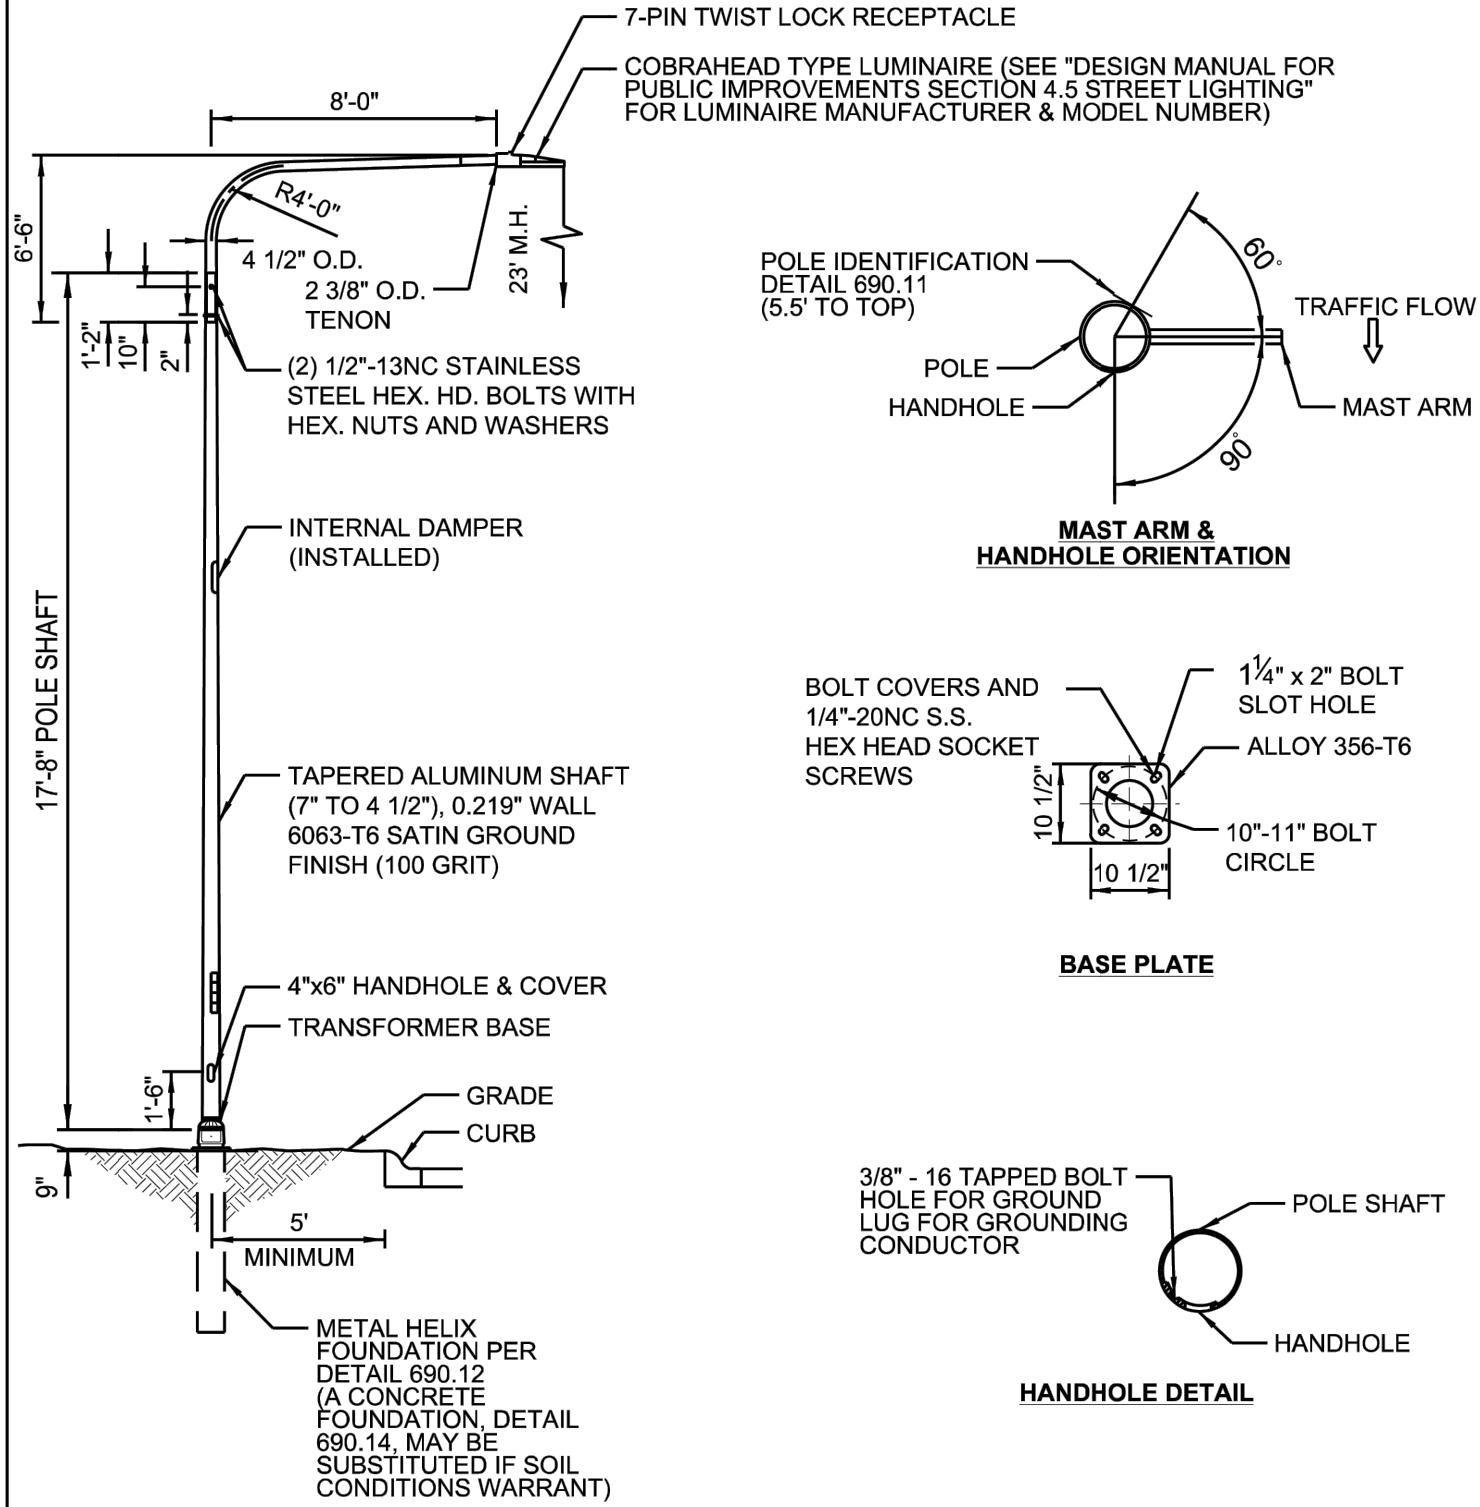 7-PIN TWIST LOCK RECEPTACLE
COBRAHEAD TYPE LUMINAIRE (SEE "DESIGN MANUAL FOR
PUBLIC IMPROVEMENTS SECTION 4.5 STREET LIGHTING"
FOR LUMINAIRE MANUFACTURER & MODEL NUMBER)
8'-0"
R4'-0"
6'-6"
4 1/2" O.D.
2 3/8" O.D.
TENON
23' M.H.
1'-2"
10"
2"
(2) 1/2"-13NC STAINLESS
STEEL HEX. HD. BOLTS WITH
HEX. NUTS AND WASHERS
INTERNAL DAMPER
(INSTALLED)
17'-8" POLE SHAFT
TAPERED ALUMINUM SHAFT
(7" TO 4 1/2"), 0.219" WALL
6063-T6 SATIN GROUND
FINISH (100 GRIT)
4"x6" HANDHOLE & COVER
TRANSFORMER BASE
1'-6"
GRADE
CURB
9"
5'
MINIMUM
METAL HELIX
FOUNDATION PER
DETAIL 690.12
(A CONCRETE
FOUNDATION, DETAIL
690.14, MAY BE
SUBSTITUTED IF SOIL
CONDITIONS WARRANT)
POLE IDENTIFICATION
DETAIL 690.11
(5.5' TO TOP)
60°
TRAFFIC FLOW
POLE
HANDHOLE
MAST ARM
90°
MAST ARM &
HANDHOLE ORIENTATION
BOLT COVERS AND
1/4"-20NC S.S.
HEX HEAD SOCKET
SCREWS
1¼" x 2" BOLT
SLOT HOLE
ALLOY 356-T6
10 1/2"
10"-11" BOLT
CIRCLE
10 1/2"
BASE PLATE
3/8" - 16 TAPPED BOLT
HOLE FOR GROUND
LUG FOR GROUNDING
CONDUCTOR
POLE SHAFT
HANDHOLE
HANDHOLE DETAIL